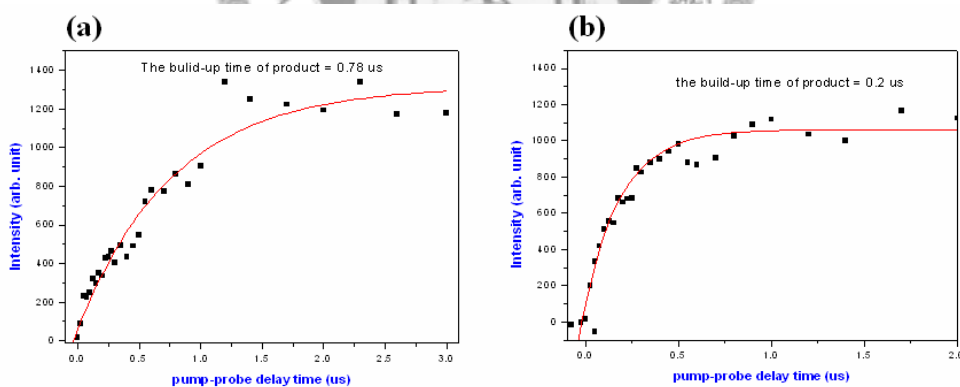 (a)
(b)
The bulid-up time of product = 0.78 us
the build-up time of product = 0.2 us
Intensity (arb. unit)
1400
1200
1000
800
600
400
200
0
0.0 0.5 1.0 1.5 2.0 2.5 3.0
pump-probe delay time (us)
Intensity (arb. unit)
1400
1200
1000
800
600
400
200
0
0.0 0.5 1.0 1.5 2.0
pump-probe delay time (us)